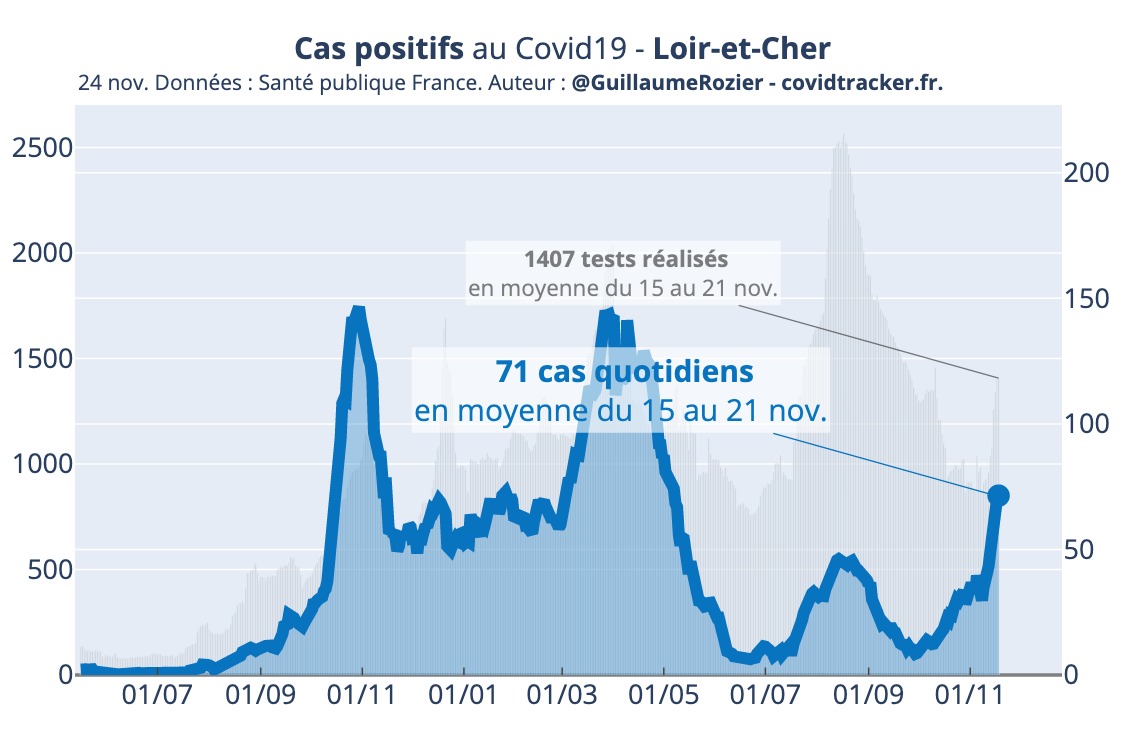 Cas positifs au Covid19 - Loir-et-Cher
24 nov. Données : Santé publique France. Auteur : @GuillaumeRozier - covidtracker.fr.
2500
2000
1500
1000
500
0
200
150
100
50
0
1407 tests réalisés
en moyenne du 15 au 21 nov.
71 cas quotidiens
en moyenne du 15 au 21 nov.
01/07 01/09 01/11 01/01 01/03 01/05 01/07 01/09 01/11